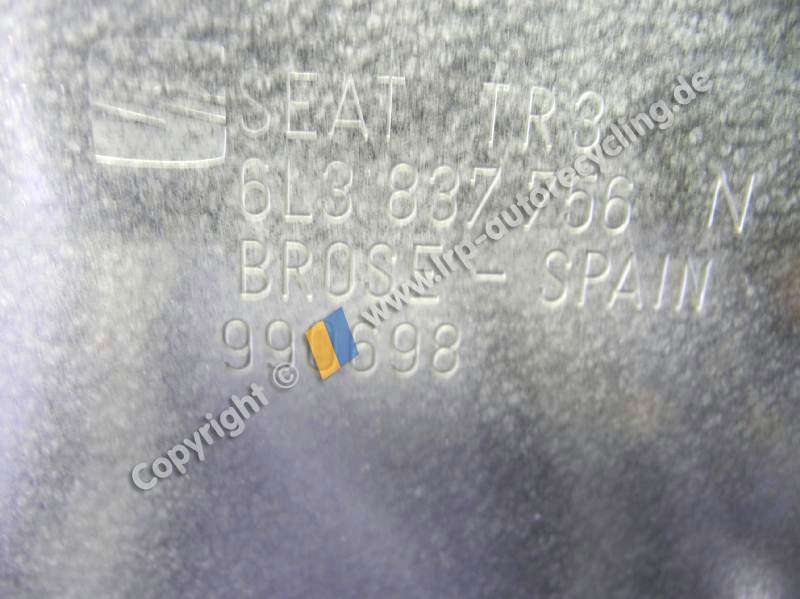 SEAT TR3
6L3 837 756 N
BROSE - SPAIN
Copyright © www.lrp-autorecycling.de